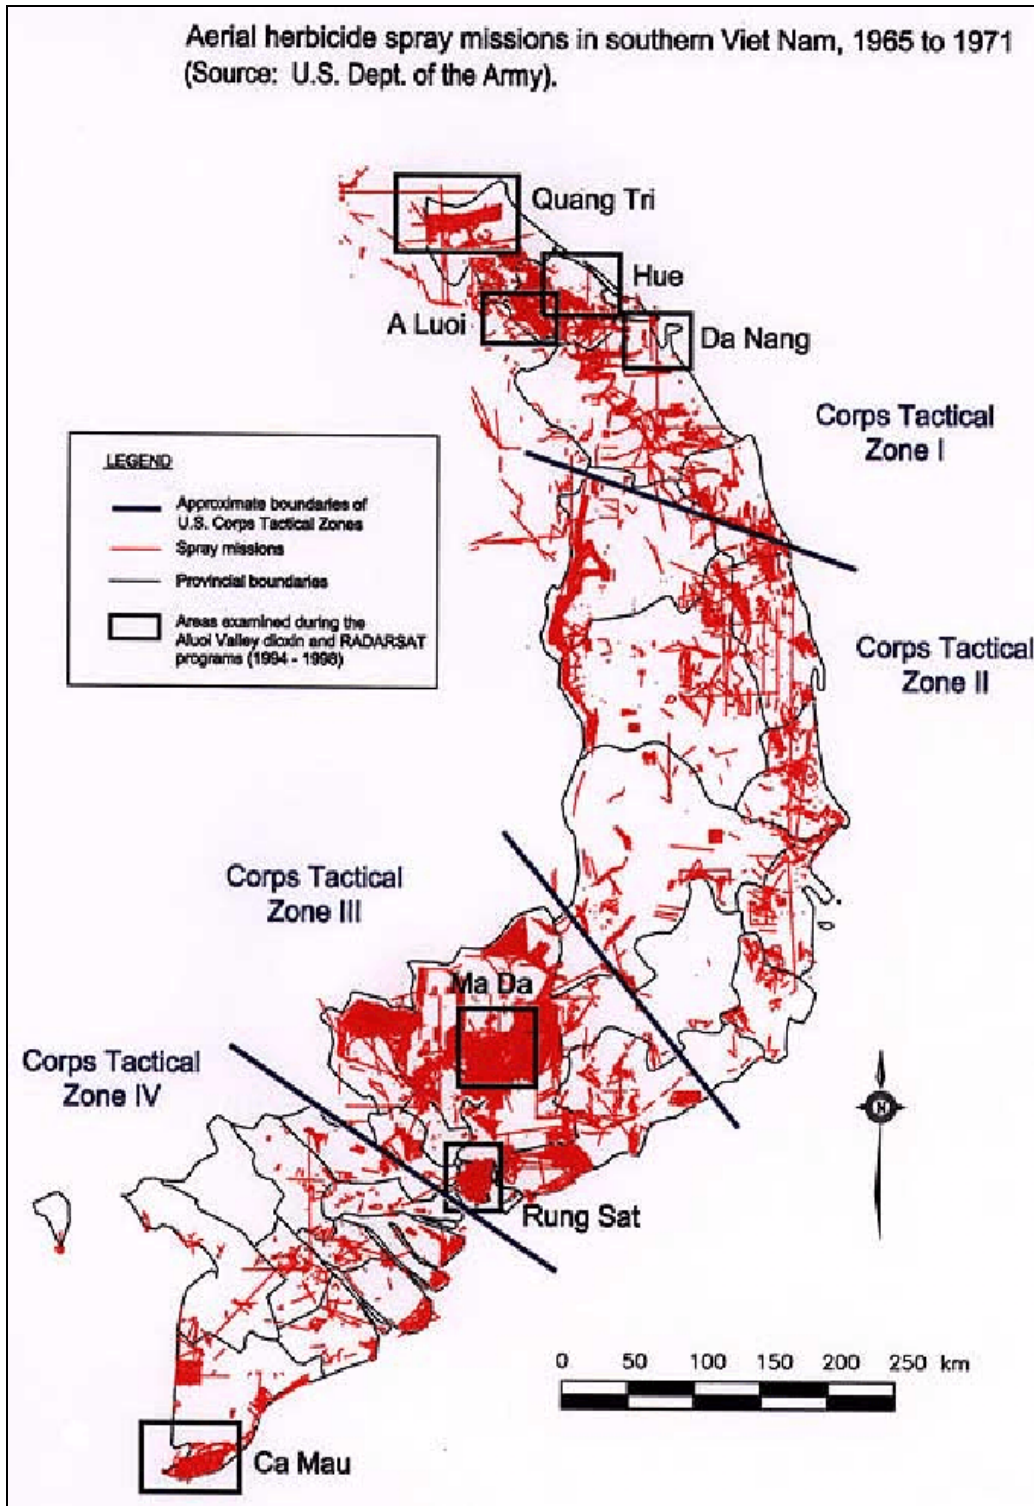 Aerial herbicide spray missions in southern Viet Nam, 1965 to 1971
(Source: U.S. Dept. of the Army).
Quang Tri
Hue
A Luoi
Da Nang
Corps Tactical
Zone I
LEGEND
Approximate boundaries of
U.S. Corps Tactical Zones
Spray missions
Provincial boundaries
Areas examined during the
Aluoi Valley dioxin and RADARSAT
programs (1994 - 1998)
Corps Tactical
Zone II
Corps Tactical
Zone III
Ma Da
Corps Tactical
Zone IV
N
Rung Sat
0 50 100 150 200 250 km
Ca Mau